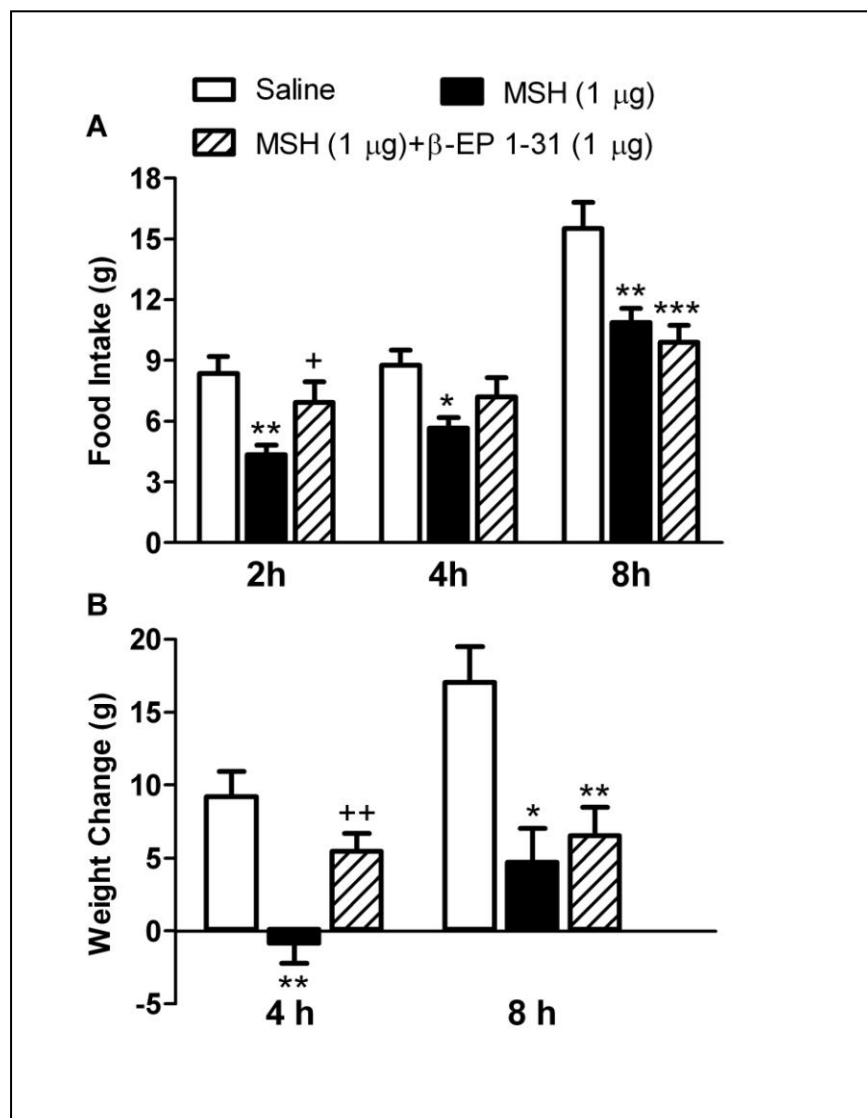 Saline MSH (1 μg)
A
MSH (1 μg)+β-EP 1-31 (1 μg)
Food Intake (g)
18
15
12
9
6
3
0
+
**
*
**
***
2h 4h 8h
B
Weight Change (g)
20
15
10
5
0
-5
++
**
*
**
4 h 8 h